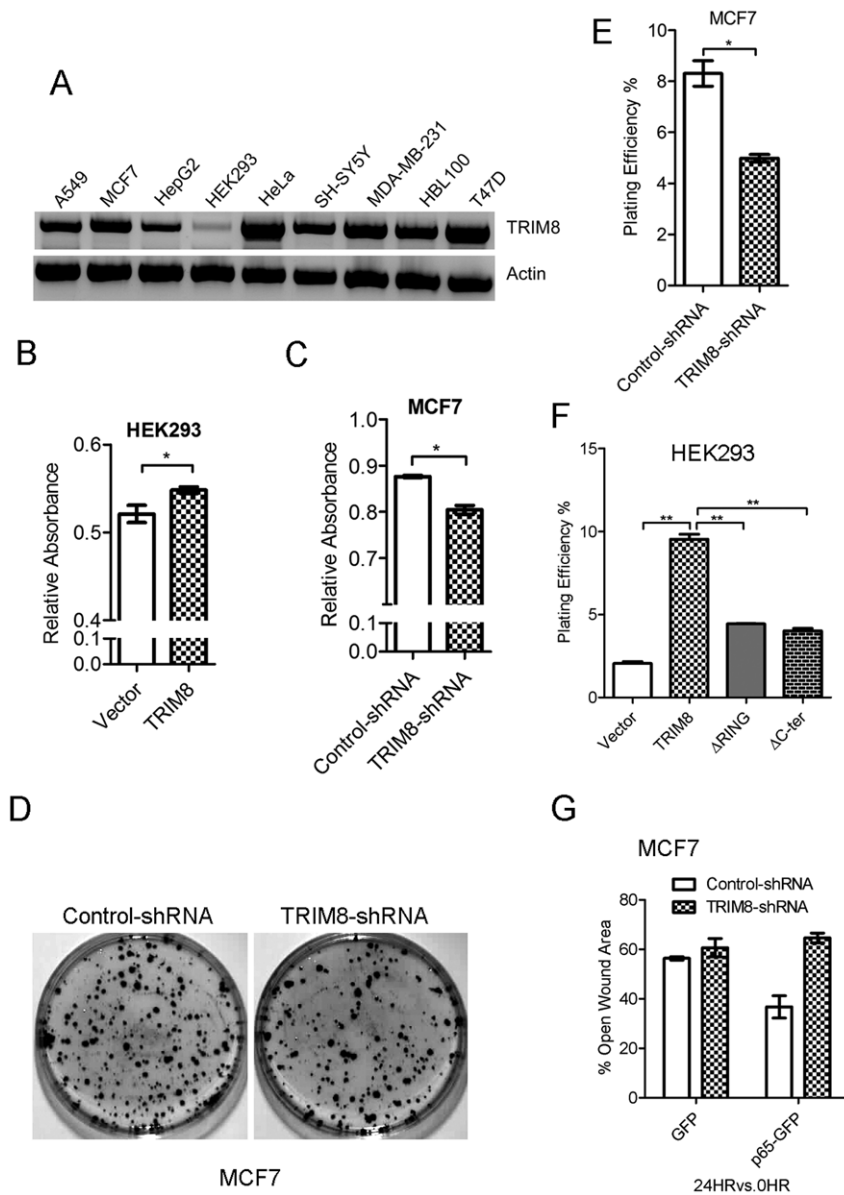 A
A549
MCF7
HepG2
HEK293
HeLa
SH-SY5Y
MDA-MB-231
HBL100
T47D
TRIM8
Actin
B
HEK293
*
Relative Absorbance
0.6
0.5
0.4
0.1
0.0
Vector
TRIM8
C
MCF7
*
Relative Absorbance
1.0
0.9
0.8
0.1
0.0
Control-shRNA
TRIM8-shRNA
D
Control-shRNA
TRIM8-shRNA
MCF7
E
MCF7
*
Plating Efficiency %
10
8
6
4
2
0
Control-shRNA
TRIM8-shRNA
F
HEK293
**
**
**
Plating Efficiency %
15
10
5
0
Vector
TRIM8
ΔRING
ΔC-ter
G
MCF7
Control-shRNA
TRIM8-shRNA
% Open Wound Area
80
60
40
20
0
GFP
p65-GFP
24HRvs.0HR